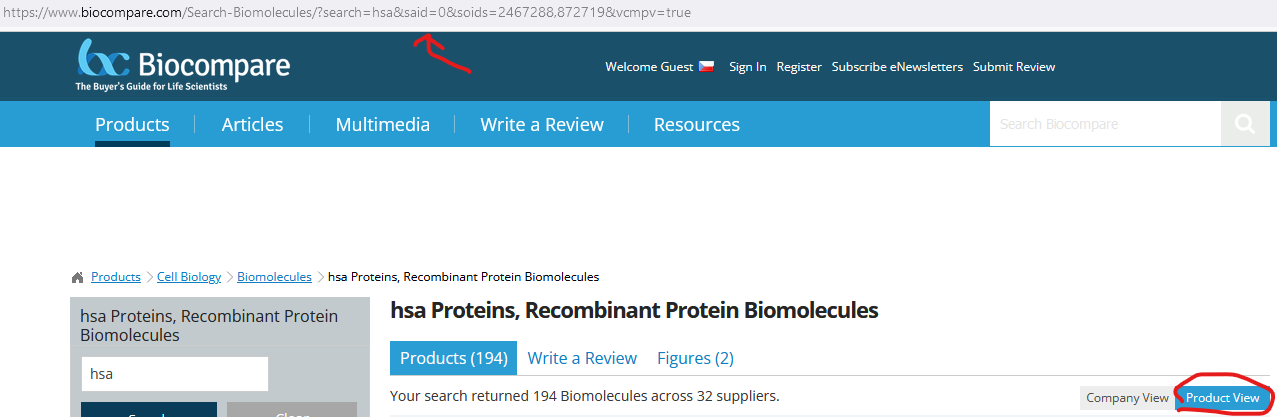 https://www.biocompare.com/Search-Biomolecules/?search=hsa&said=0&soids=2467288,872719&vcmpv=true
bc Biocompare
The Buyer's Guide for Life Scientists
Welcome Guest Sign In Register Subscribe eNewsletters Submit Review
Products Articles Multimedia Write a Review Resources
Search Biocompare
Products Cell Biology Biomolecules hsa Proteins, Recombinant Protein Biomolecules
hsa Proteins, Recombinant Protein
Biomolecules
hsa
hsa Proteins, Recombinant Protein Biomolecules
Products (194) Write a Review Figures (2)
Your search returned 194 Biomolecules across 32 suppliers.
Company View Product View